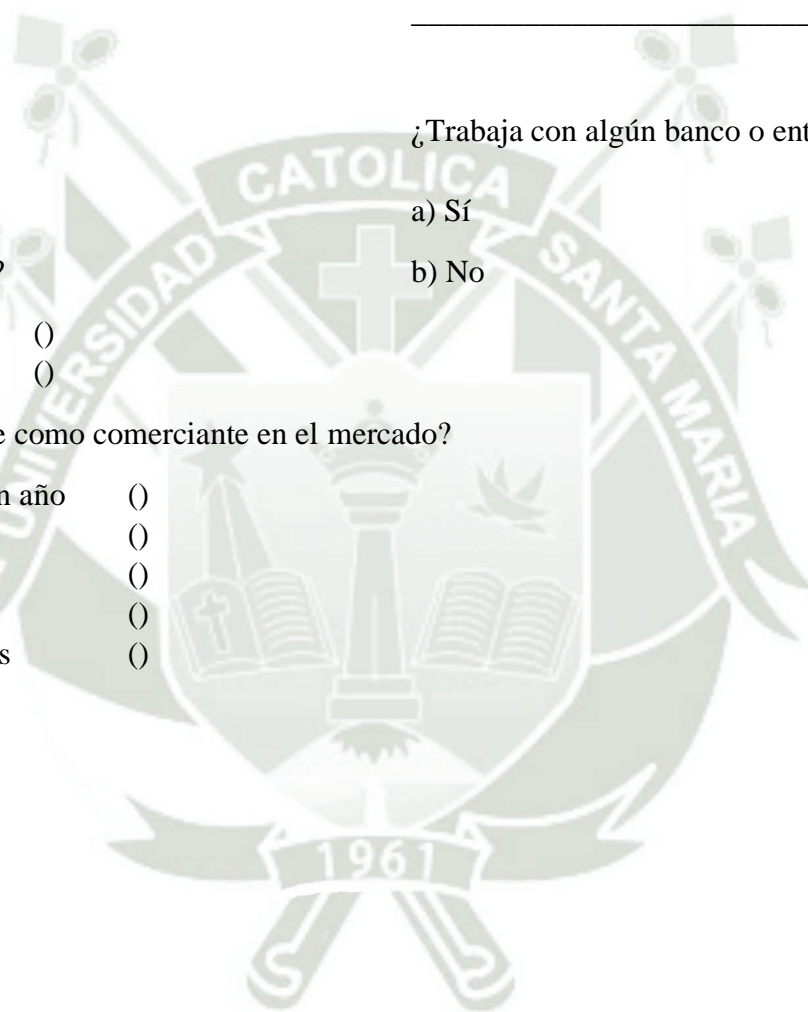 ¿Trabaja con algún banco o ent
a) Sí
b) No
?
()
()
e como comerciante en el mercado?
n año ()
()
()
()
s ()
UNIVERSIDAD CATOLICA SANTA MARIA
1961